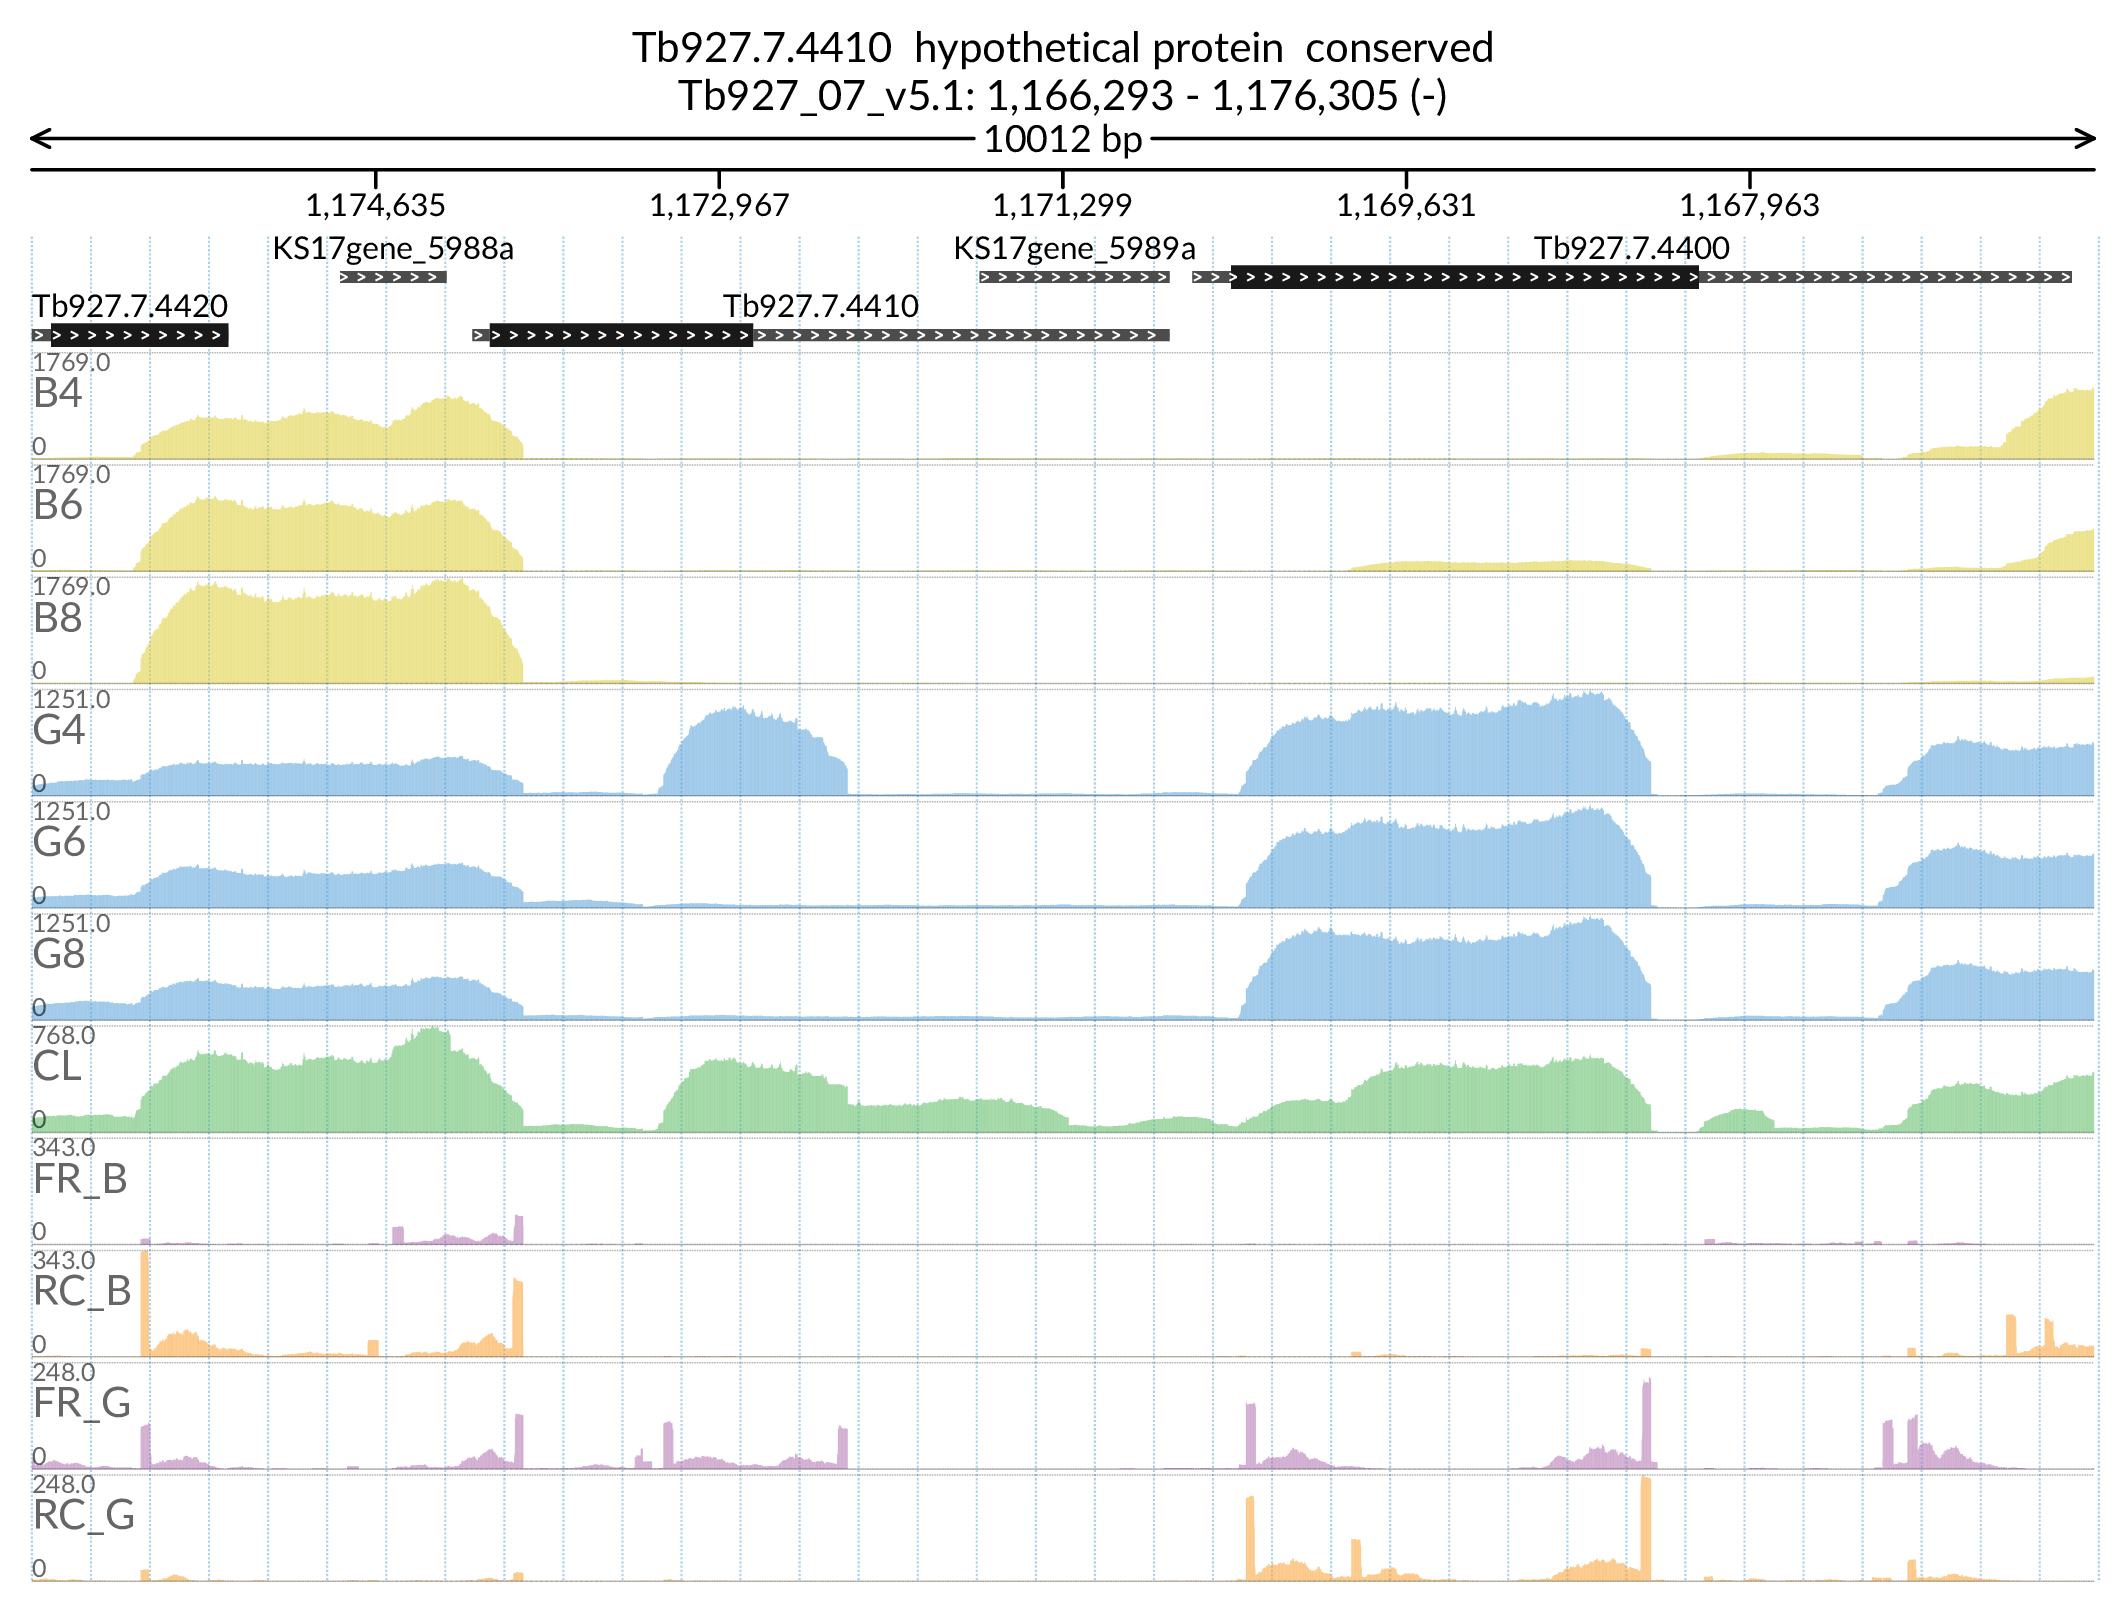 Tb927.7.4410 hypothetical protein conserved
Tb927_07_v5.1: 1,166,293 - 1,176,305 (-)
10012 bp
1,174,635 1,172,967 1,171,299 1,169,631 1,167,963
KS17gene_5988a KS17gene_5989a Tb927.7.4400
Tb927.7.4420 Tb927.7.4410
1769.0
B4
0
1769.0
B6
0
1769.0
B8
0
1251.0
G4
0
1251.0
G6
0
1251.0
G8
0
768.0
CL
0
343.0
FR_B
0
343.0
RC_B
0
248.0
FR_G
0
248.0
RC_G
0